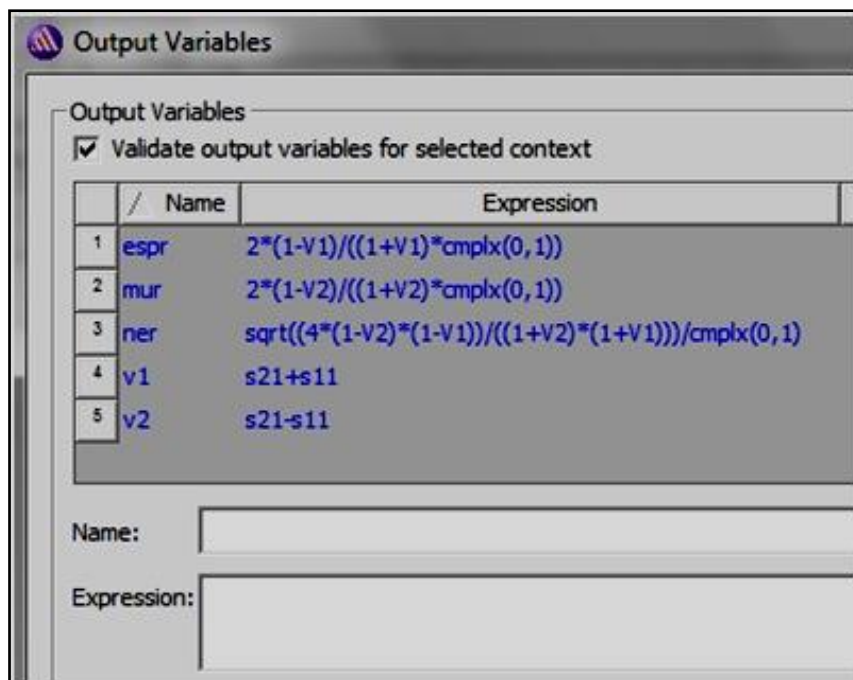 Output Variables
Output Variables
Validate output variables for selected context
/ Name Expression
1 espr 2*(1-V1)/((1+V1)*cmplx(0,1))
2 mur 2*(1-V2)/((1+V2)*cmplx(0,1))
3 ner sqrt((4*(1-V2)*(1-V1))/((1+V2)*(1+V1)))/cmplx(0,1)
4 v1 s21+s11
5 v2 s21-s11
Name:
Expression: